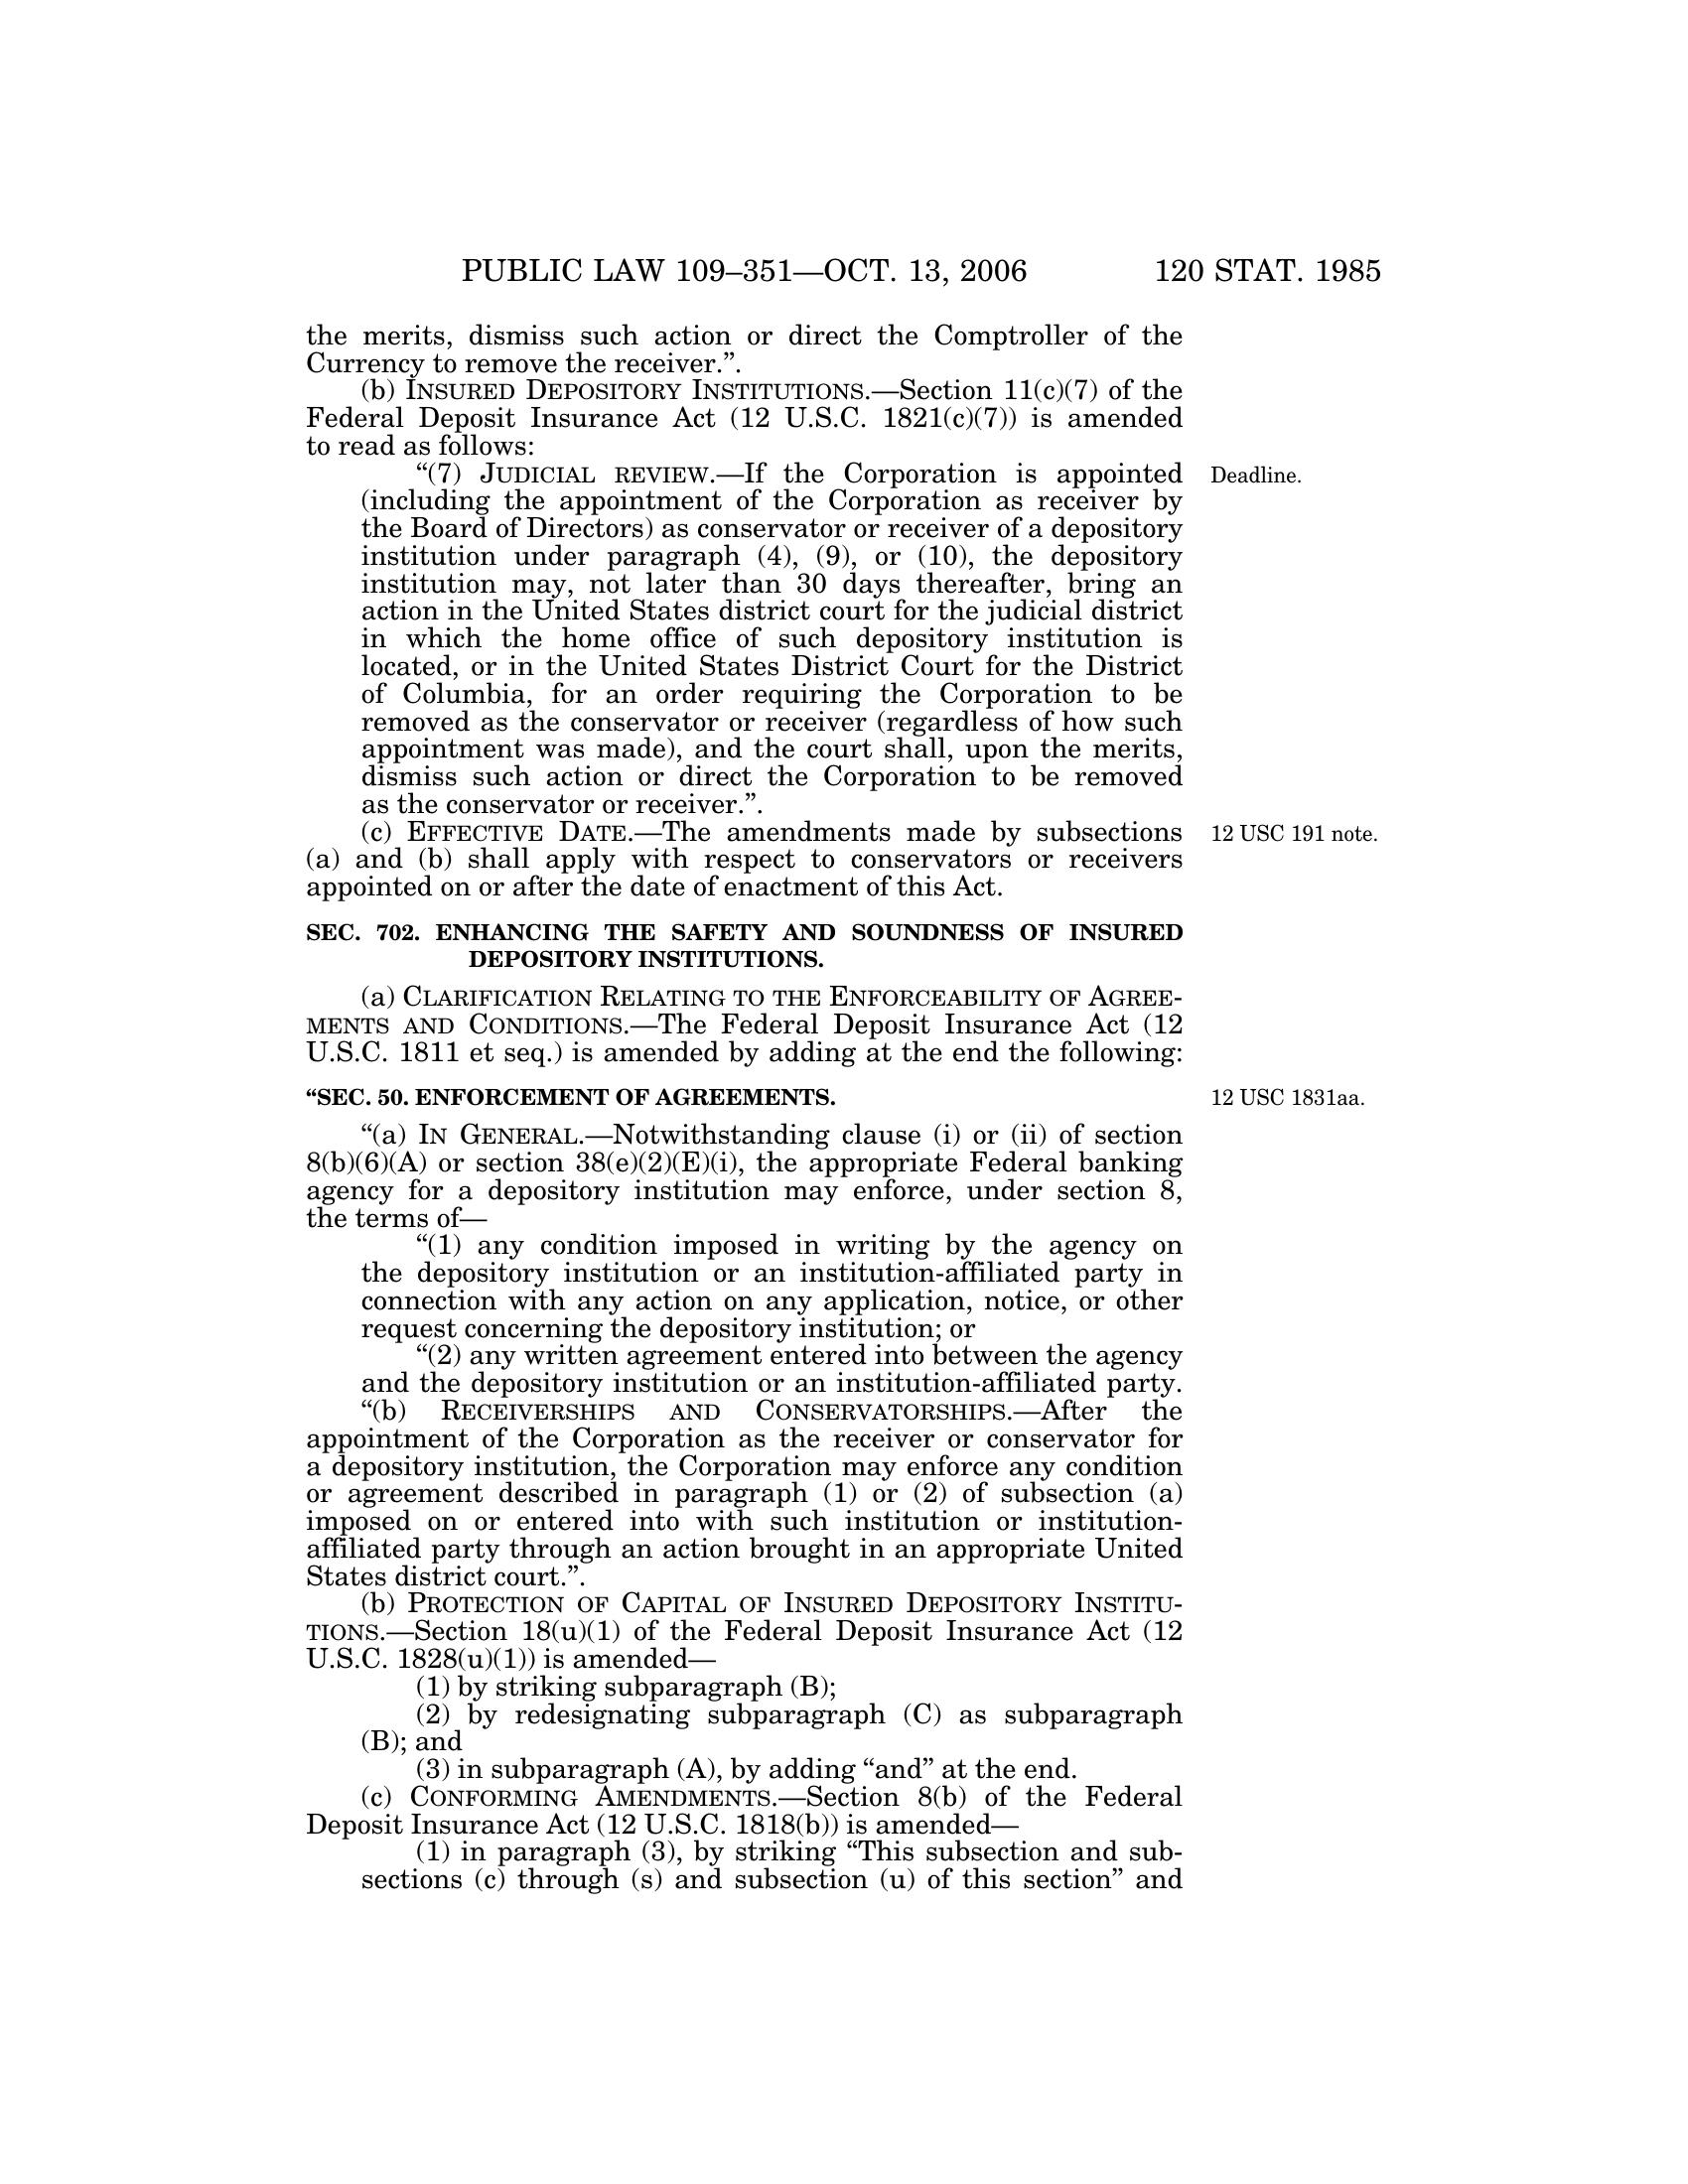 PUBLIC LAW 109–351—OCT. 13, 2006 120 STAT. 1985
the merits, dismiss such action or direct the Comptroller of the
Currency to remove the receiver.”.
(b) INSURED DEPOSITORY INSTITUTIONS.—Section 11(c)(7) of the
Federal Deposit Insurance Act (12 U.S.C. 1821(c)(7)) is amended
to read as follows:
“(7) JUDICIAL REVIEW.—If the Corporation is appointed
Deadline.
(including the appointment of the Corporation as receiver by
the Board of Directors) as conservator or receiver of a depository
institution under paragraph (4), (9), or (10), the depository
institution may, not later than 30 days thereafter, bring an
action in the United States district court for the judicial district
in which the home office of such depository institution is
located, or in the United States District Court for the District
of Columbia, for an order requiring the Corporation to be
removed as the conservator or receiver (regardless of how such
appointment was made), and the court shall, upon the merits,
dismiss such action or direct the Corporation to be removed
as the conservator or receiver.”.
(c) EFFECTIVE DATE.—The amendments made by subsections
12 USC 191 note.
(a) and (b) shall apply with respect to conservators or receivers
appointed on or after the date of enactment of this Act.
SEC. 702. ENHANCING THE SAFETY AND SOUNDNESS OF INSURED
DEPOSITORY INSTITUTIONS.
(a) CLARIFICATION RELATING TO THE ENFORCEABILITY OF AGREE-
MENTS AND CONDITIONS.—The Federal Deposit Insurance Act (12
U.S.C. 1811 et seq.) is amended by adding at the end the following:
“SEC. 50. ENFORCEMENT OF AGREEMENTS.
12 USC 1831aa.
“(a) IN GENERAL.—Notwithstanding clause (i) or (ii) of section
8(b)(6)(A) or section 38(e)(2)(E)(i), the appropriate Federal banking
agency for a depository institution may enforce, under section 8,
the terms of—
“(1) any condition imposed in writing by the agency on
the depository institution or an institution-affiliated party in
connection with any action on any application, notice, or other
request concerning the depository institution; or
“(2) any written agreement entered into between the agency
and the depository institution or an institution-affiliated party.
“(b) RECEIVERSHIPS AND CONSERVATORSHIPS.—After the
appointment of the Corporation as the receiver or conservator for
a depository institution, the Corporation may enforce any condition
or agreement described in paragraph (1) or (2) of subsection (a)
imposed on or entered into with such institution or institution-
affiliated party through an action brought in an appropriate United
States district court.”.
(b) PROTECTION OF CAPITAL OF INSURED DEPOSITORY INSTITU-
TIONS.—Section 18(u)(1) of the Federal Deposit Insurance Act (12
U.S.C. 1828(u)(1)) is amended—
(1) by striking subparagraph (B);
(2) by redesignating subparagraph (C) as subparagraph
(B); and
(3) in subparagraph (A), by adding “and” at the end.
(c) CONFORMING AMENDMENTS.—Section 8(b) of the Federal
Deposit Insurance Act (12 U.S.C. 1818(b)) is amended—
(1) in paragraph (3), by striking “This subsection and sub-
sections (c) through (s) and subsection (u) of this section” and